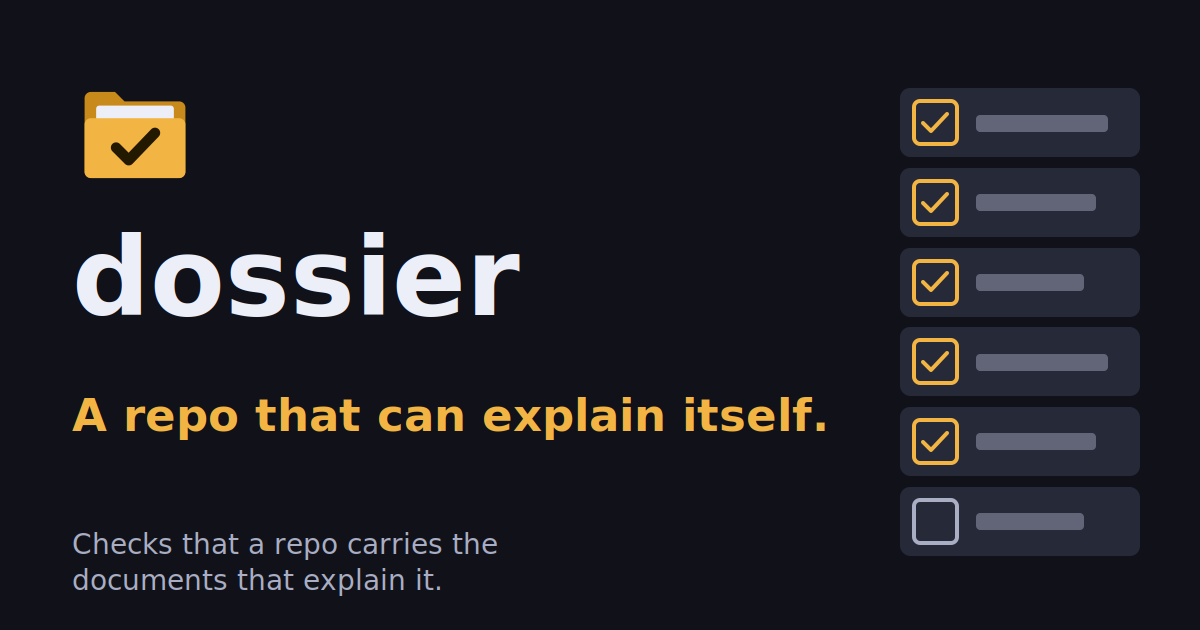 dossier
A repo that can explain itself.
Checks that a repo carries the
documents that explain it.